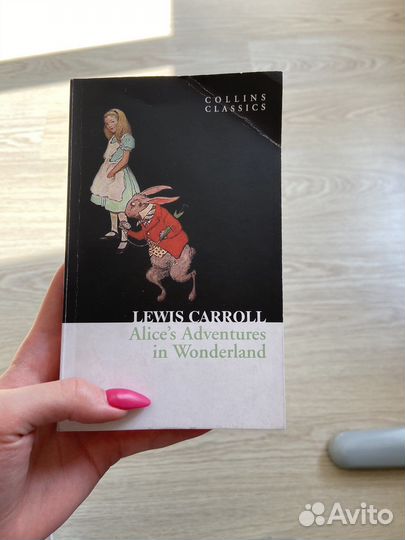 COLLINS
CLASSICS
LEWIS CARROLL
Alice's Adventures
in Wonderland
Avito